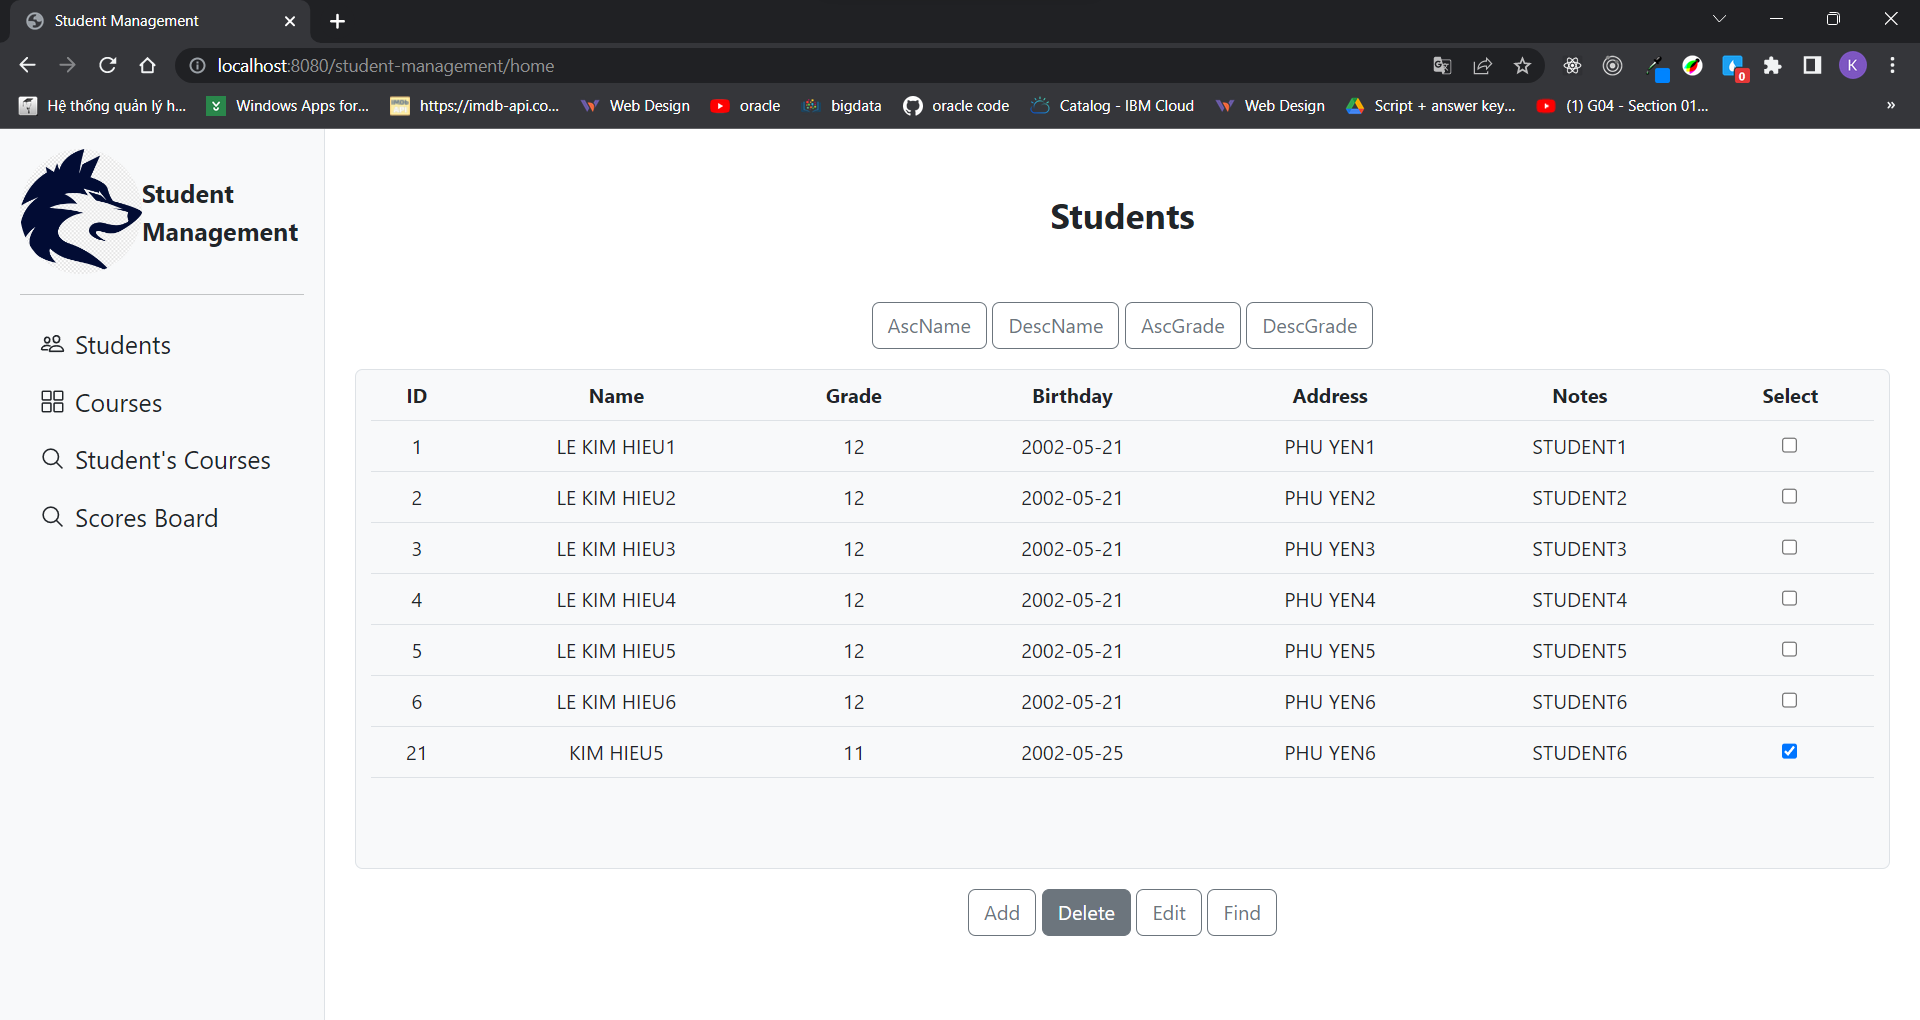 Student Management
localhost:8080/student-management/home
0
K
Hệ thống quản lý h... Windows Apps for... https://imdb-api.co... Web Design oracle bigdata oracle code Catalog - IBM Cloud Web Design Script + answer key... (1) G04 - Section 01... »
Student
Management
Students
Courses
Student's Courses
Scores Board
Students
AscName DescName AscGrade DescGrade
ID Name Grade Birthday Address Notes Select
1 LE KIM HIEU1 12 2002-05-21 PHU YEN1 STUDENT1
2 LE KIM HIEU2 12 2002-05-21 PHU YEN2 STUDENT2
3 LE KIM HIEU3 12 2002-05-21 PHU YEN3 STUDENT3
4 LE KIM HIEU4 12 2002-05-21 PHU YEN4 STUDENT4
5 LE KIM HIEU5 12 2002-05-21 PHU YEN5 STUDENT5
6 LE KIM HIEU6 12 2002-05-21 PHU YEN6 STUDENT6
21 KIM HIEU5 11 2002-05-25 PHU YEN6 STUDENT6
Add Delete Edit Find